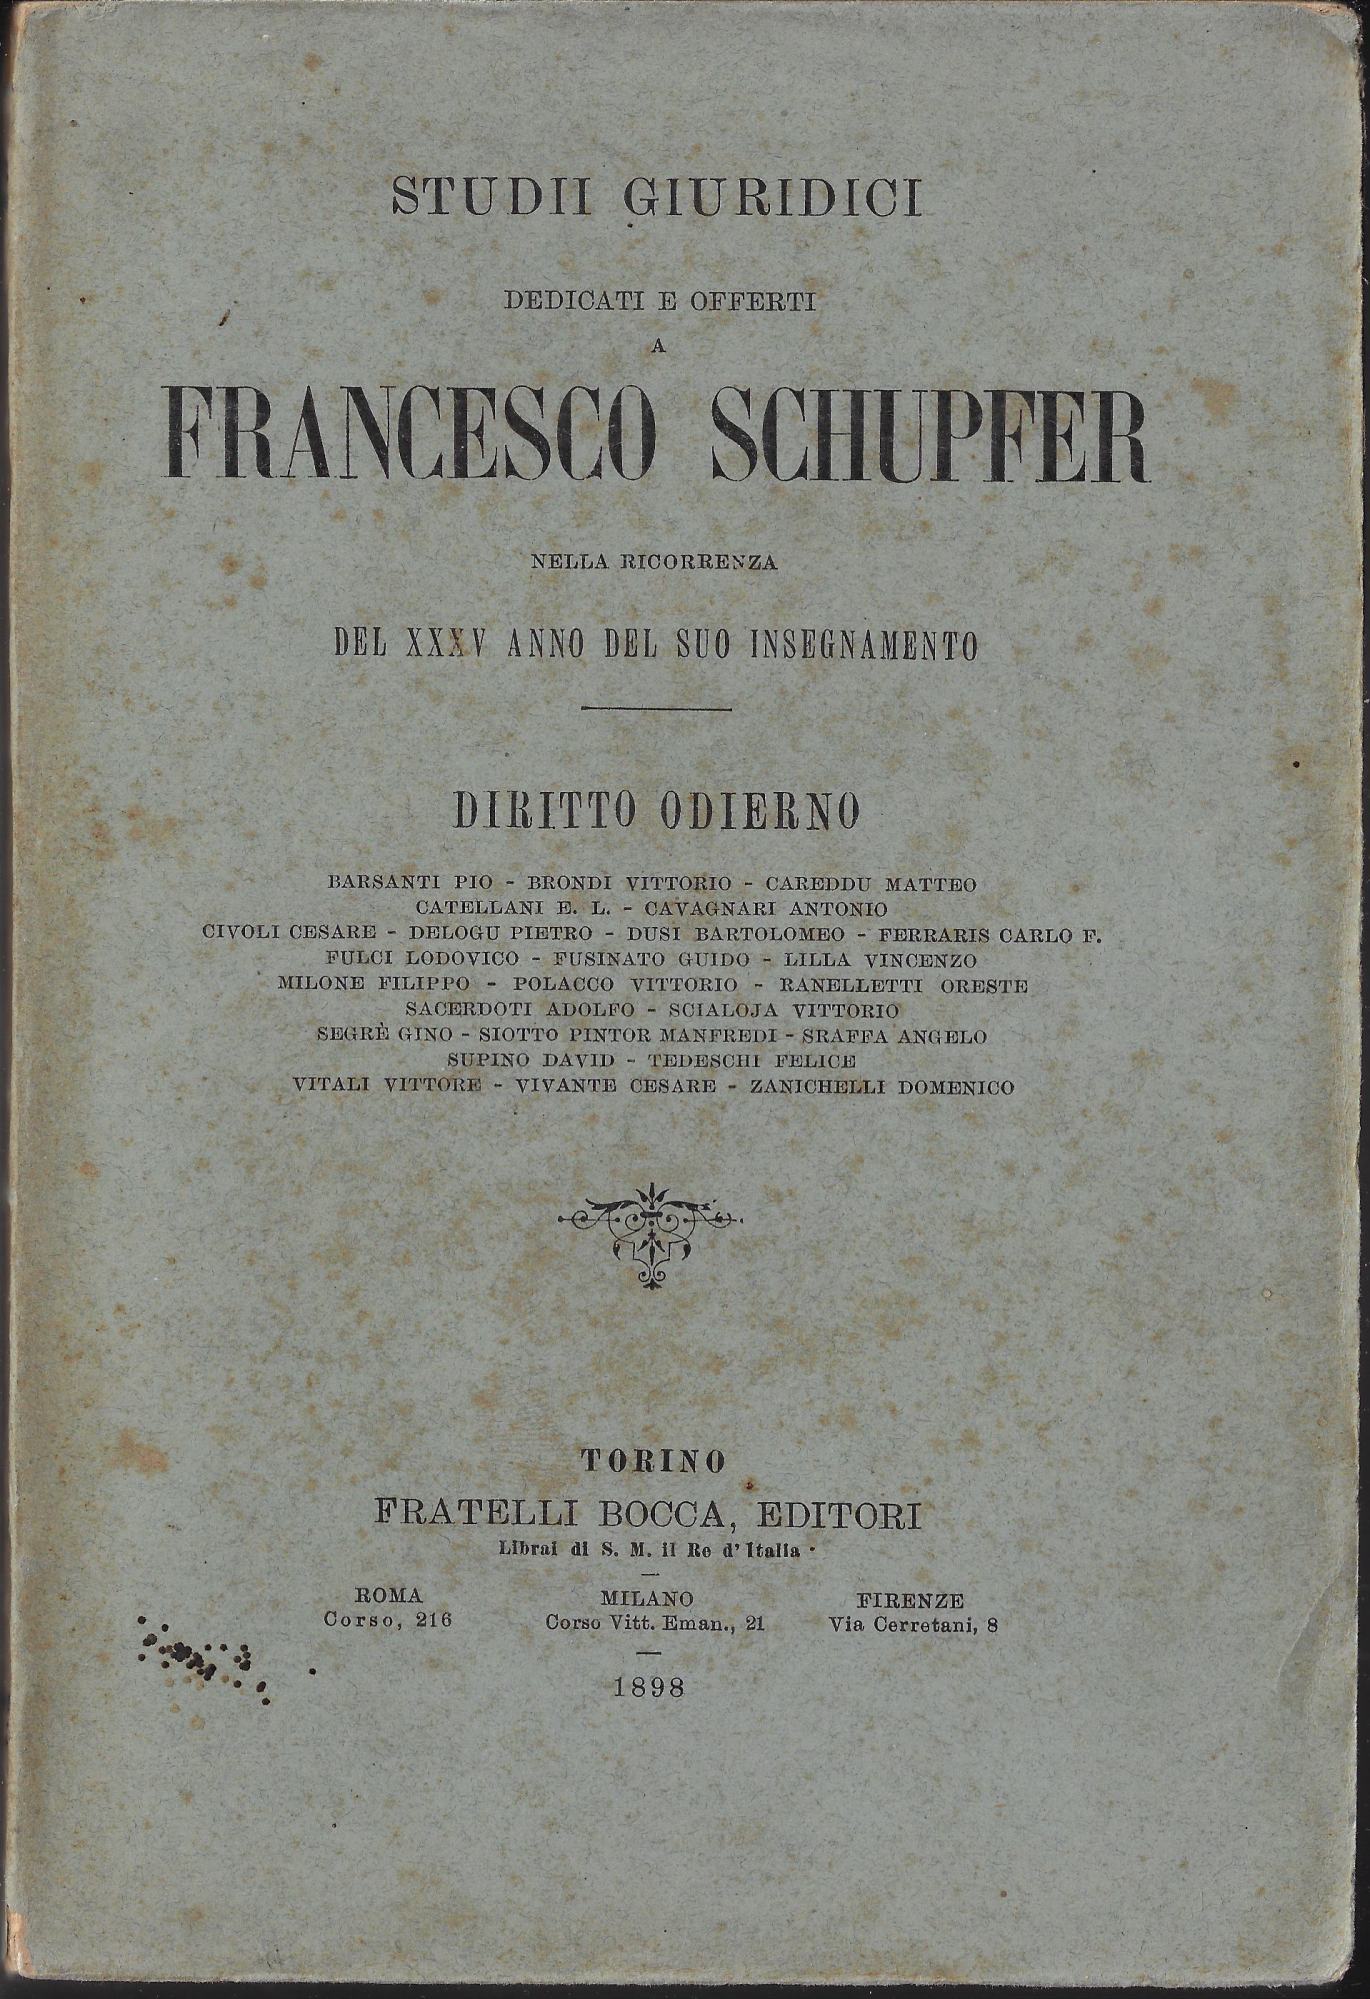 STUDII GIURIDICI
DEDICATI E OFFERTI
A
FRANCESCO SCHUPFER
NELLA RICORRENZA
DEL XXXV ANNO DEL SUO INSEGNAMENTO
DIRITTO ODIERNO
BARSANTI PIO - BRONDI VITTORIO - CAREDDU MATTEO
CATELLANI E. L. - CAVAGNARI ANTONIO
CIVOLI CESARE - DELOGU PIETRO - DUSI BARTOLOMEO - FERRARIS CARLO F.
FULCI LODOVICO - FUSINATO GUIDO - LILLA VINCENZO
MILONE FILIPPO - POLACCO VITTORIO - RANELLETTI ORESTE
SACERDOTI ADOLFO - SCIALOJA VITTORIO
SEGRÈ GINO - SIOTTO PINTOR MANFREDI - SRAFFA ANGELO
SUPINO DAVID - TEDESCHI FELICE
VITALI VITTORE - VIVANTE CESARE - ZANICHELLI DOMENICO
TORINO
FRATELLI BOCCA, EDITORI
Librai di S. M. il Re d'Italia
ROMA MILANO FIRENZE
Corso, 216 Corso Vitt. Eman., 21 Via Cerretani, 8
1898